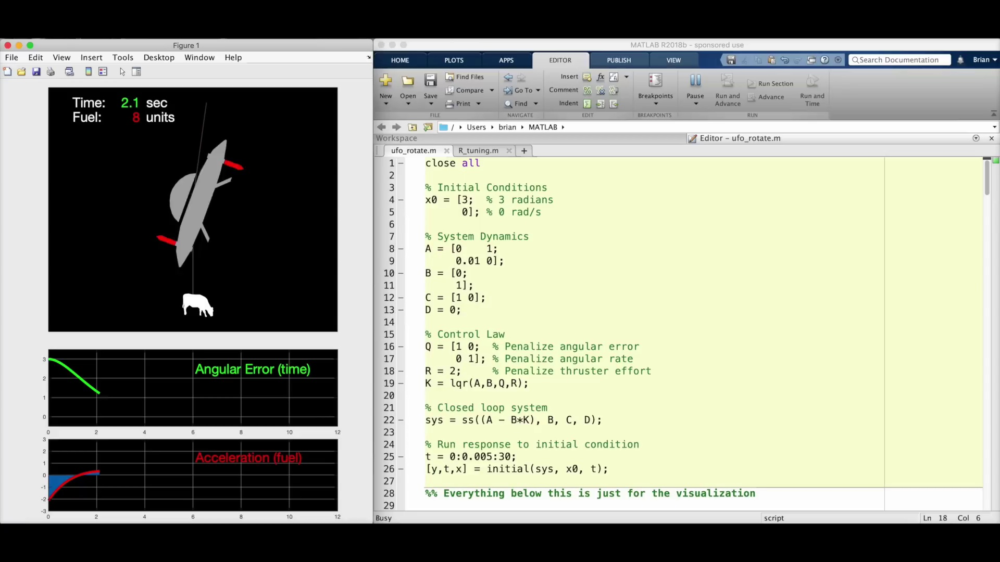 Figure 1
File Edit View Insert Tools Desktop Window Help
Time: 2.1 sec
Fuel: 8 units
Angular Error (time)
3
2
1
0
0 2 4 6 8 10 12
Acceleration (fuel)
3
2
1
0
-1
-2
-3
0 2 4 6 8 10 12
MATLAB R2018b - sponsored use
HOME PLOTS APPS EDITOR PUBLISH VIEW
Search Documentation
Brian
New Open Save
Find Files
Compare
Print
FILE
Go To
Find
NAVIGATE
Insert fx
Comment
Indent
EDIT
Breakpoints
BREAKPOINTS
Pause
Run and Advance
Run Section
Advance
Run and Time
RUN
/ Users brian MATLAB
Workspace
Editor - ufo_rotate.m
ufo_rotate.m R_tuning.m +
1 close all
2
3 % Initial Conditions
4 x0 = [3; % 3 radians
5 0]; % 0 rad/s
6
7 % System Dynamics
8 A = [0 1;
9 0.01 0];
10 B = [0;
11 1];
12 C = [1 0];
13 D = 0;
14
15 % Control Law
16 Q = [1 0; % Penalize angular error
17 0 1]; % Penalize angular rate
18 R = 2; % Penalize thruster effort
19 K = lqr(A,B,Q,R);
20
21 % Closed loop system
22 sys = ss((A - B*K), B, C, D);
23
24 % Run response to initial condition
25 t = 0:0.005:30;
26 [y,t,x] = initial(sys, x0, t);
27
28 %% Everything below this is just for the visualization
29
Busy
script
Ln 18 Col 6